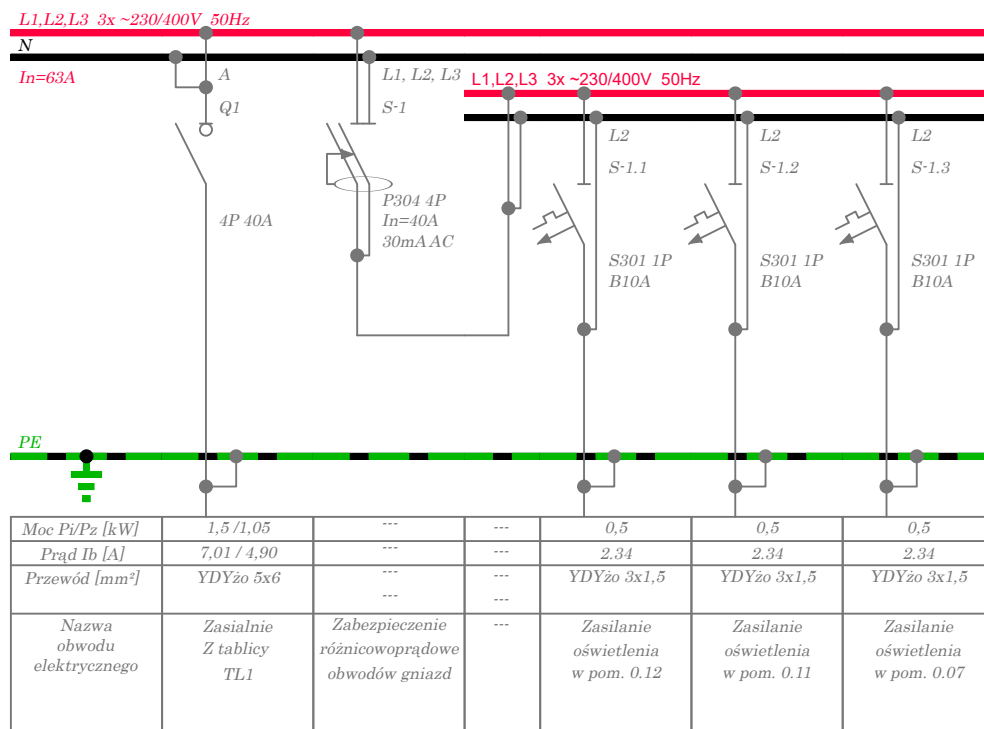 L1,L2,L3 3x ~230/400V 50Hz
N
In=63A
A
Q1
4P 40A
L1, L2, L3
S-1
P304 4P
In=40A
30mA AC
L1,L2,L3 3x ~230/400V 50Hz
L2
S-1.1
S301 1P
B10A
L2
S-1.2
S301 1P
B10A
L2
S-1.3
S301 1P
B10A
PE
Moc Pi/Pz [kW] 1,5 /1,05 --- --- 0,5 0,5 0,5
Prąd Ib [A] 7,01 / 4,90 --- --- 2.34 2.34 2.34
Przewód [mm²] YDYżo 5x6 --- --- YDYżo 3x1,5 YDYżo 3x1,5 YDYżo 3x1,5
--- ---
Nazwa
obwodu
elektrycznego
Zasialnie
Z tablicy
TL1
Zabezpieczenie
różnicowoprądowe
obwodów gniazd
---
Zasilanie
oświetlenia
w pom. 0.12
Zasilanie
oświetlenia
w pom. 0.11
Zasilanie
oświetlenia
w pom. 0.07